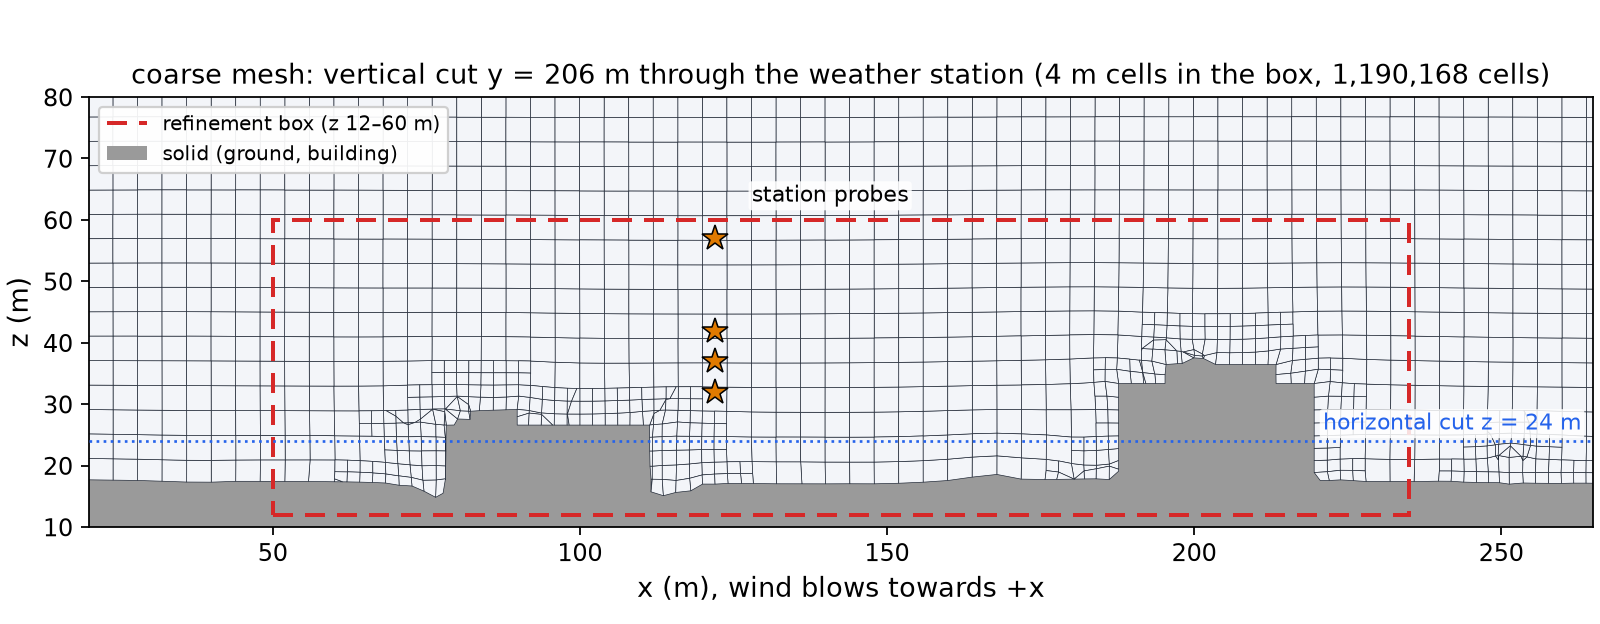 coarse mesh: vertical cut y = 206 m through the weather station (4 m cells in the box, 1,190,168 cells)
80
70
60
50
40
30
20
10
z (m)
refinement box (z 12–60 m)
solid (ground, building)
station probes
horizontal cut z = 24 m
50
100
150
200
250
x (m), wind blows towards +x